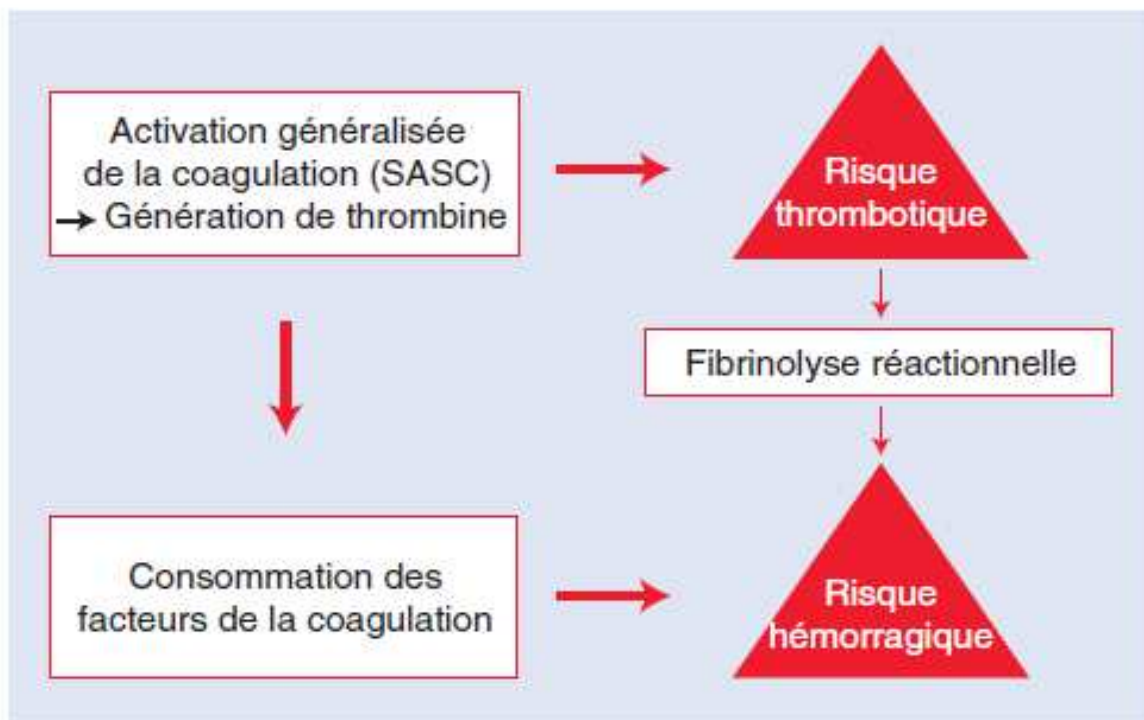 Activation généralisée
de la coagulation (SASC)
→ Génération de thrombine
Risque
thrombotique
Fibrinolyse réactionnelle
Consommation des
facteurs de la coagulation
Risque
hémorragique